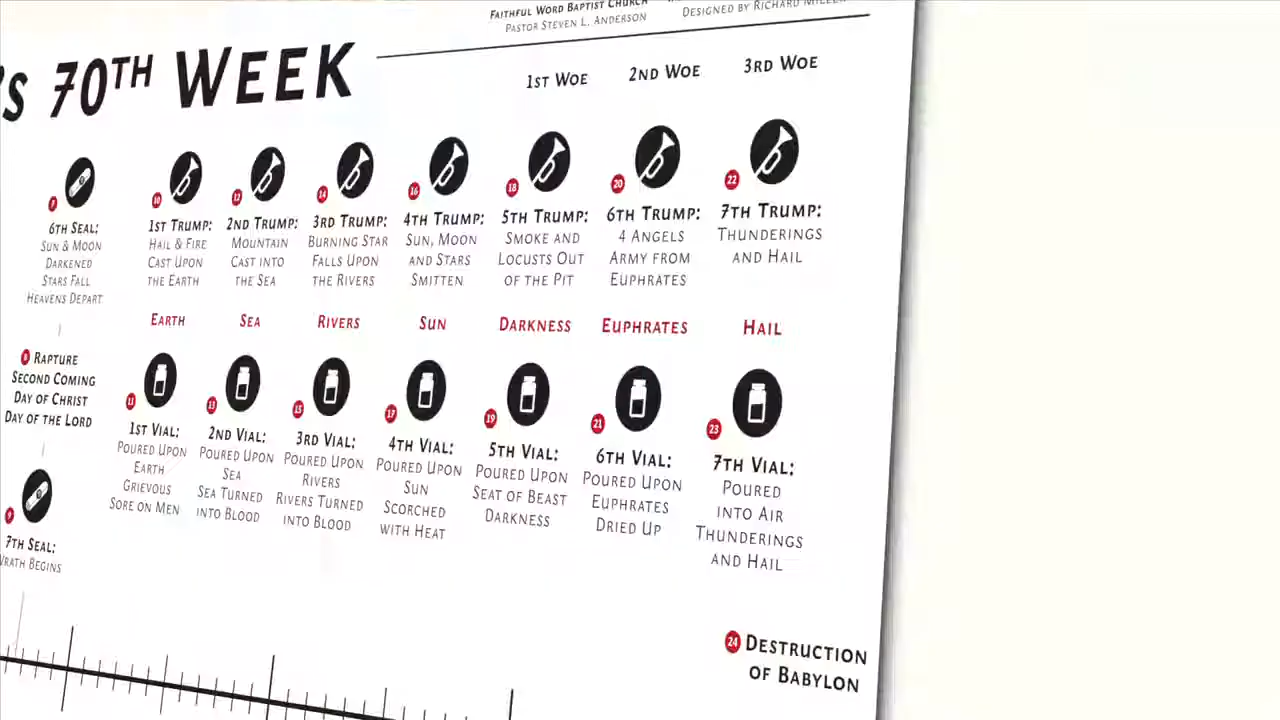 FAITHFUL WORD BAPTIST CHURCH
PASTOR STEVEN L. ANDERSON
DESIGNED BY RICHARD MILLER
'S 70TH WEEK
1ST WOE
2ND WOE
3RD WOE
7
6TH SEAL:
SUN & MOON
DARKENED
STARS FALL
HEAVENS DEPART
10
1ST TRUMP:
HAIL & FIRE
CAST UPON
THE EARTH
12
2ND TRUMP:
MOUNTAIN
CAST INTO
THE SEA
14
3RD TRUMP:
BURNING STAR
FALLS UPON
THE RIVERS
16
4TH TRUMP:
SUN, MOON
AND STARS
SMITTEN
18
5TH TRUMP:
SMOKE AND
LOCUSTS OUT
OF THE PIT
20
6TH TRUMP:
4 ANGELS
ARMY FROM
EUPHRATES
22
7TH TRUMP:
THUNDERINGS
AND HAIL
EARTH
SEA
RIVERS
SUN
DARKNESS
EUPHRATES
HAIL
8 RAPTURE
SECOND COMING
DAY OF CHRIST
DAY OF THE LORD
11
1ST VIAL:
POURED UPON
EARTH
GRIEVOUS
SORE ON MEN
13
2ND VIAL:
POURED UPON
SEA
SEA TURNED
INTO BLOOD
15
3RD VIAL:
POURED UPON
RIVERS
RIVERS TURNED
INTO BLOOD
17
4TH VIAL:
POURED UPON
SUN
SCORCHED
WITH HEAT
19
5TH VIAL:
POURED UPON
SEAT OF BEAST
DARKNESS
21
6TH VIAL:
POURED UPON
EUPHRATES
DRIED UP
23
7TH VIAL:
POURED
INTO AIR
THUNDERINGS
AND HAIL
9
7TH SEAL:
WRATH BEGINS
24 DESTRUCTION
OF BABYLON